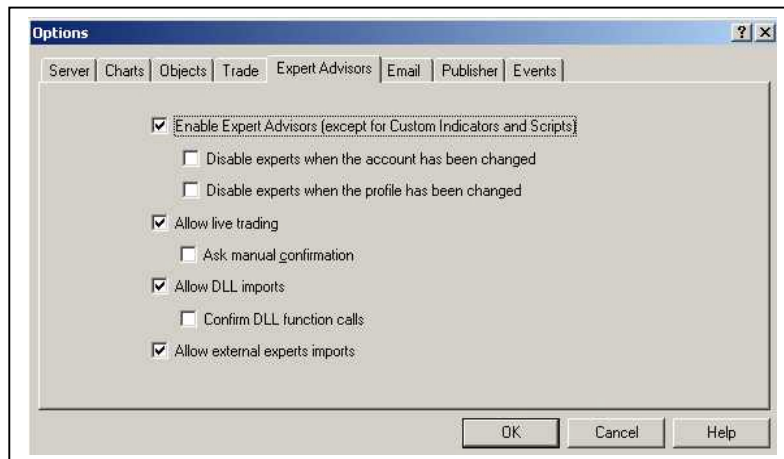 Options
Server Charts Objects Trade Expert Advisors Email Publisher Events
Enable Expert Advisors (except for Custom Indicators and Scripts)
Disable experts when the account has been changed
Disable experts when the profile has been changed
Allow live trading
Ask manual confirmation
Allow DLL imports
Confirm DLL function calls
Allow external experts imports
OK Cancel Help